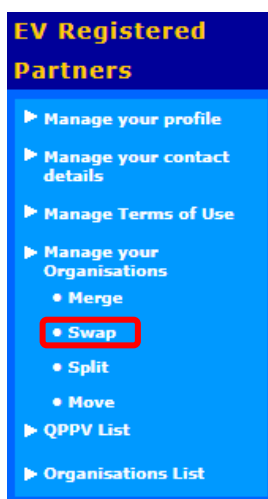 EV Registered
Partners
Manage your profile
Manage your contact
details
Manage Terms of Use
Manage your
Organisations
Merge
Swap
Split
Move
QPPV List
Organisations List